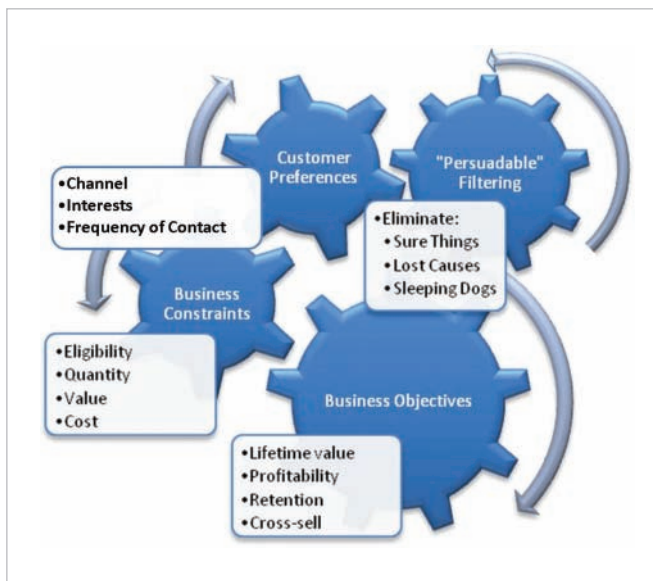 Customer
Preferences
"Persuadable"
Filtering
•Channel
•Interests
•Frequency of Contact
•Eliminate:
•Sure Things
•Lost Causes
•Sleeping Dogs
Business
Constraints
•Eligibility
•Quantity
•Value
•Cost
Business Objectives
•Lifetime value
•Profitability
•Retention
•Cross-sell